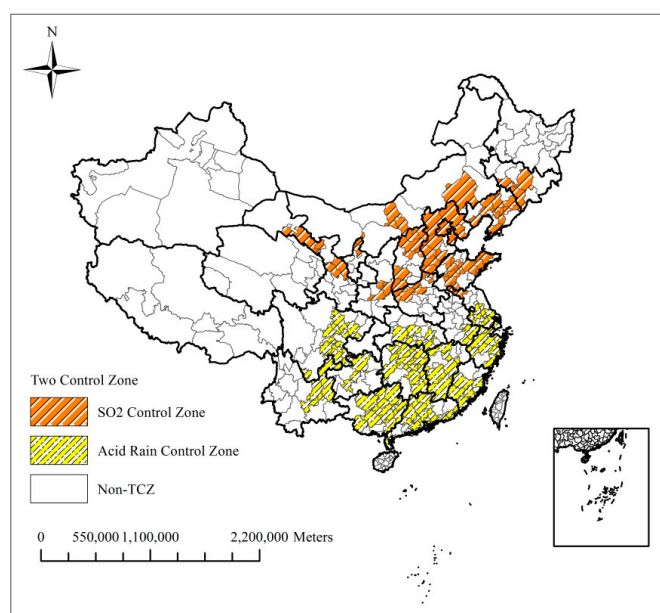 N
Two Control Zone
SO2 Control Zone
Acid Rain Control Zone
Non-TCZ
0 550,000 1,100,000 2,200,000 Meters